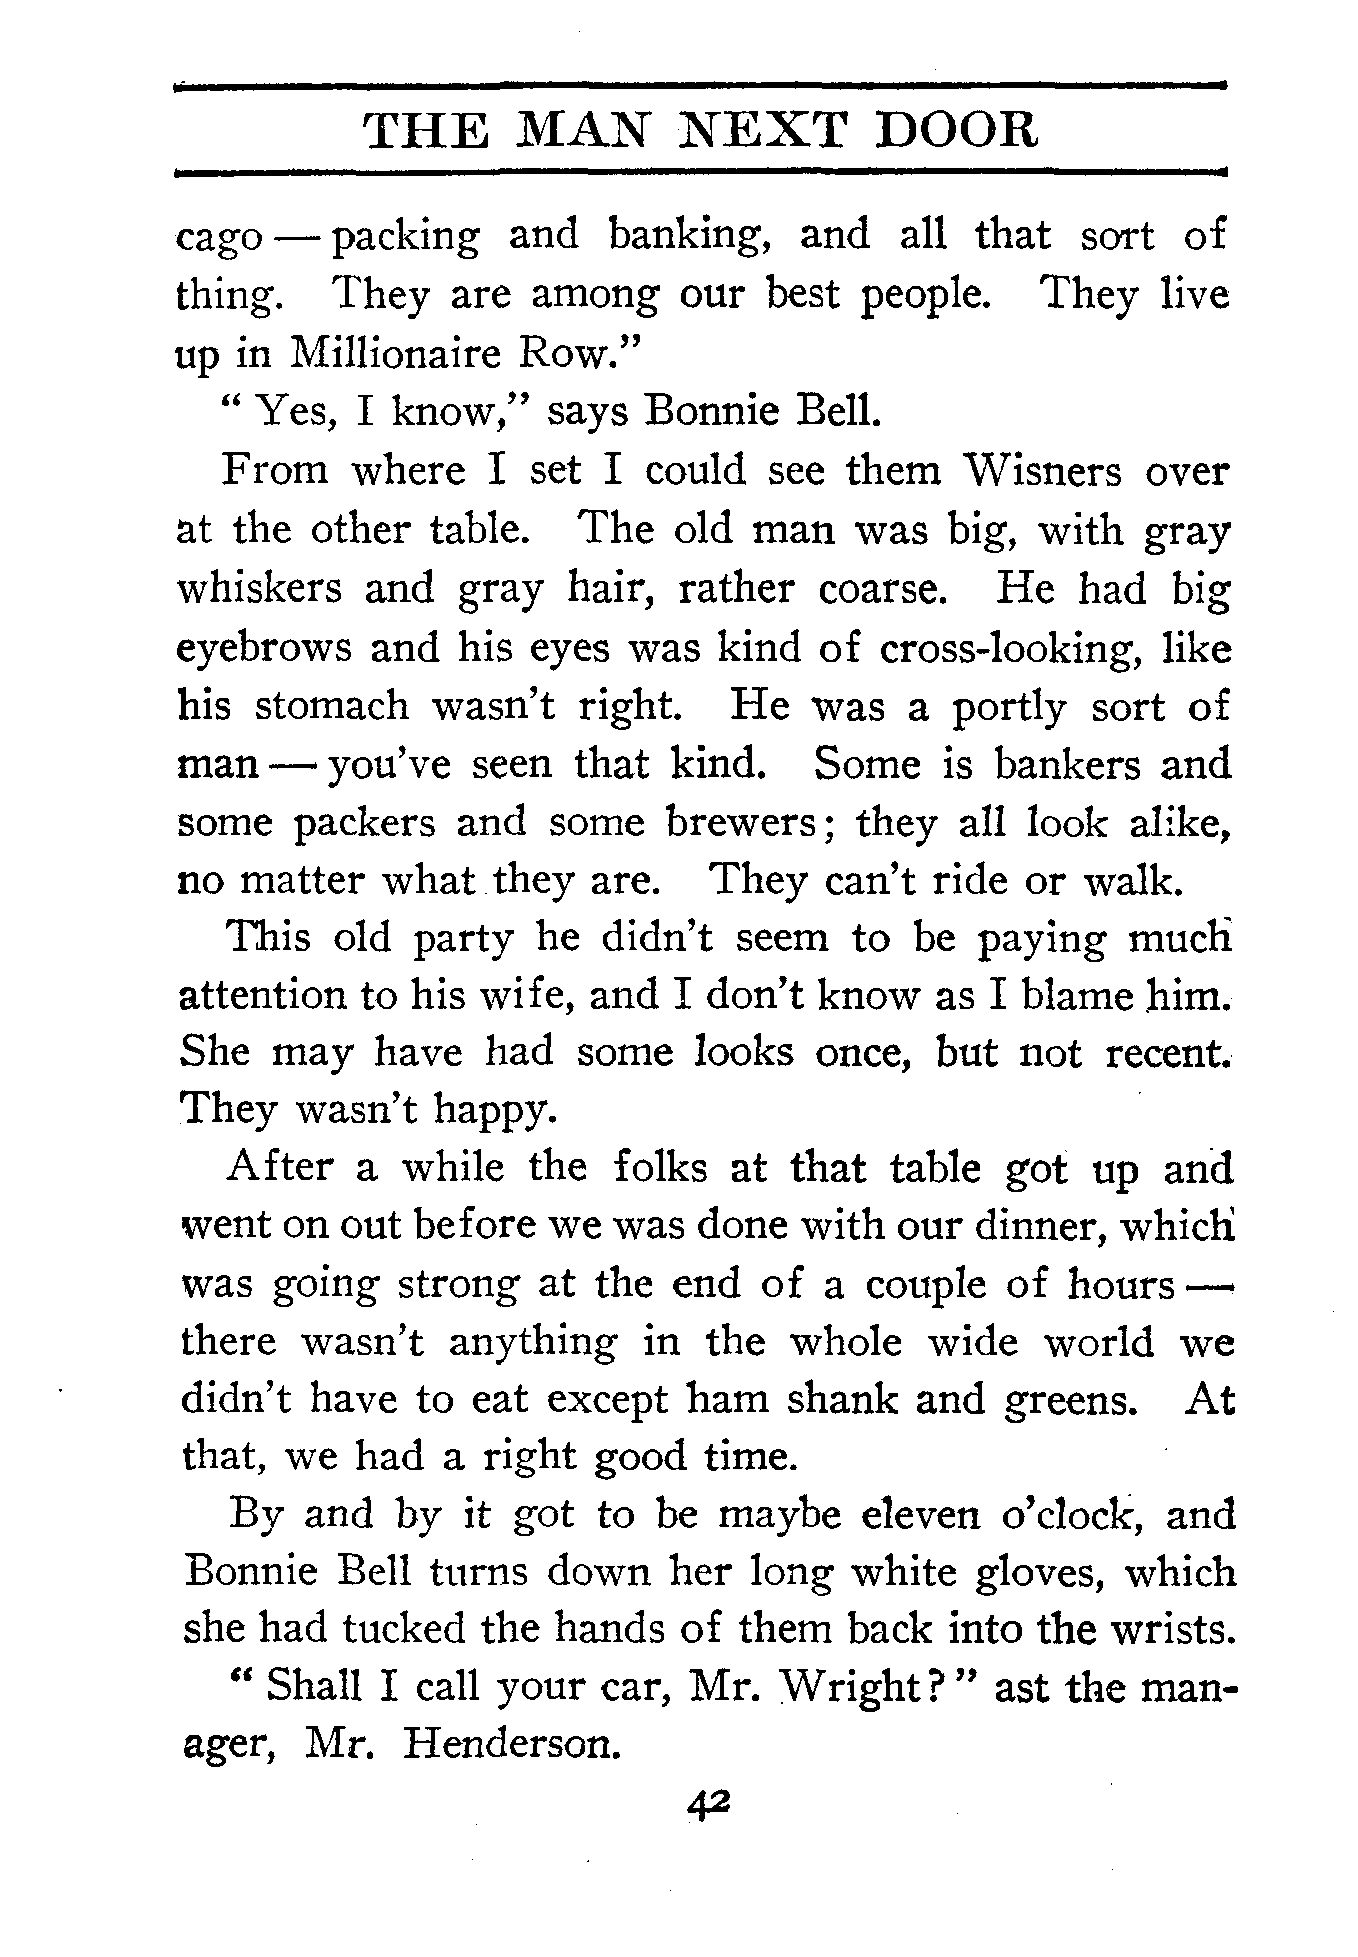 THE MAN NEXT DOOR
cago — packing and banking, and all that sort of
thing. They are among our best people. They live
up in Millionaire Row.”
“ Yes, I know,” says Bonnie Bell.
From where I set I could see them Wisners over
at the other table. The old man was big, with gray
whiskers and gray hair, rather coarse. He had big
eyebrows and his eyes was kind of cross-looking, like
his stomach wasn’t right. He was a portly sort of
man — you’ve seen that kind. Some is bankers and
some packers and some brewers; they all look alike,
no matter what they are. They can’t ride or walk.
This old party he didn’t seem to be paying much
attention to his wife, and I don’t know as I blame him.
She may have had some looks once, but not recent.
They wasn’t happy.
After a while the folks at that table got up and
went on out before we was done with our dinner, which
was going strong at the end of a couple of hours —
there wasn’t anything in the whole wide world we
didn’t have to eat except ham shank and greens. At
that, we had a right good time.
By and by it got to be maybe eleven o’clock, and
Bonnie Bell turns down her long white gloves, which
she had tucked the hands of them back into the wrists.
“ Shall I call your car, Mr. Wright? ” ast the man-
ager, Mr. Henderson.
42